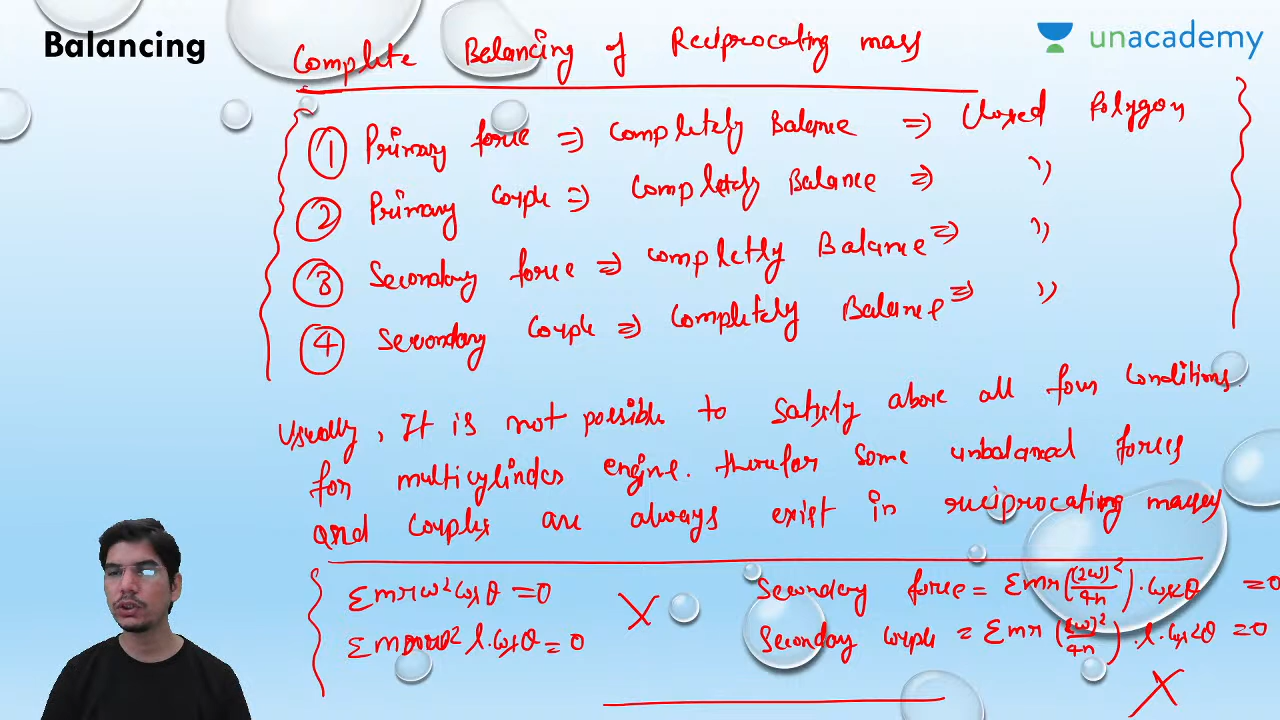 Balancing
unacademy
Complete Balancing of Reciprocating mass
① Primary force ⇒ Completely Balance ⇒ Closed Polygon
② Primary Couple ⇒ Completely Balance ⇒ ”
③ Secondary force ⇒ completly Balance ⇒ ”
④ Secondary Couple ⇒ Completely Balance ⇒ ”
Usually, It is not possible to satisfy above all four Conditions.
for multicylinder engine. therefor some unbalanced forces
and couples are always exist in reciprocating masses
Σmrω² cosθ = 0
Secondary force = Σmr((2ω)²/4n).cos2θ = 0
Σmrω² l.cosθ = 0
Secondary couple = Σmr((2ω)²/4n).l.cos2θ = 0